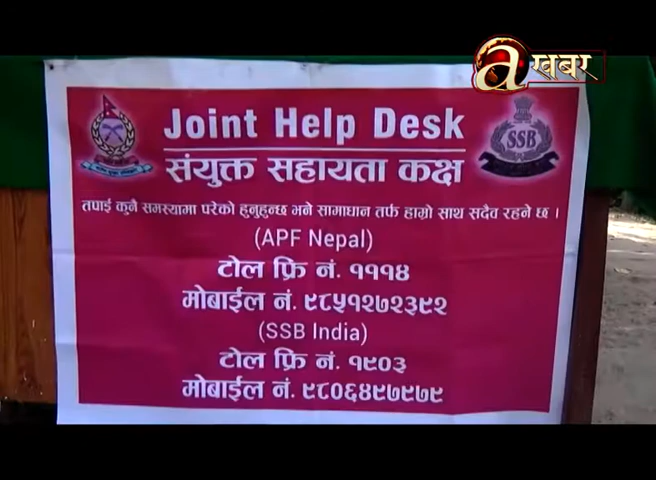 a खबर
Joint Help Desk
संयुक्त सहायता कक्ष
SSB
तपाई कुनै समस्यामा परेको हुनुहुन्छ भने सामाधान तर्फ हाम्रो साथ सदैव रहने छ ।
(APF Nepal)
टोल फ्रि नं. १११४
मोबाईल नं. ९८५१२७२३९२
(SSB India)
टोल फ्रि नं. १९०३
मोबाईल नं. ९८०६४९७९७९